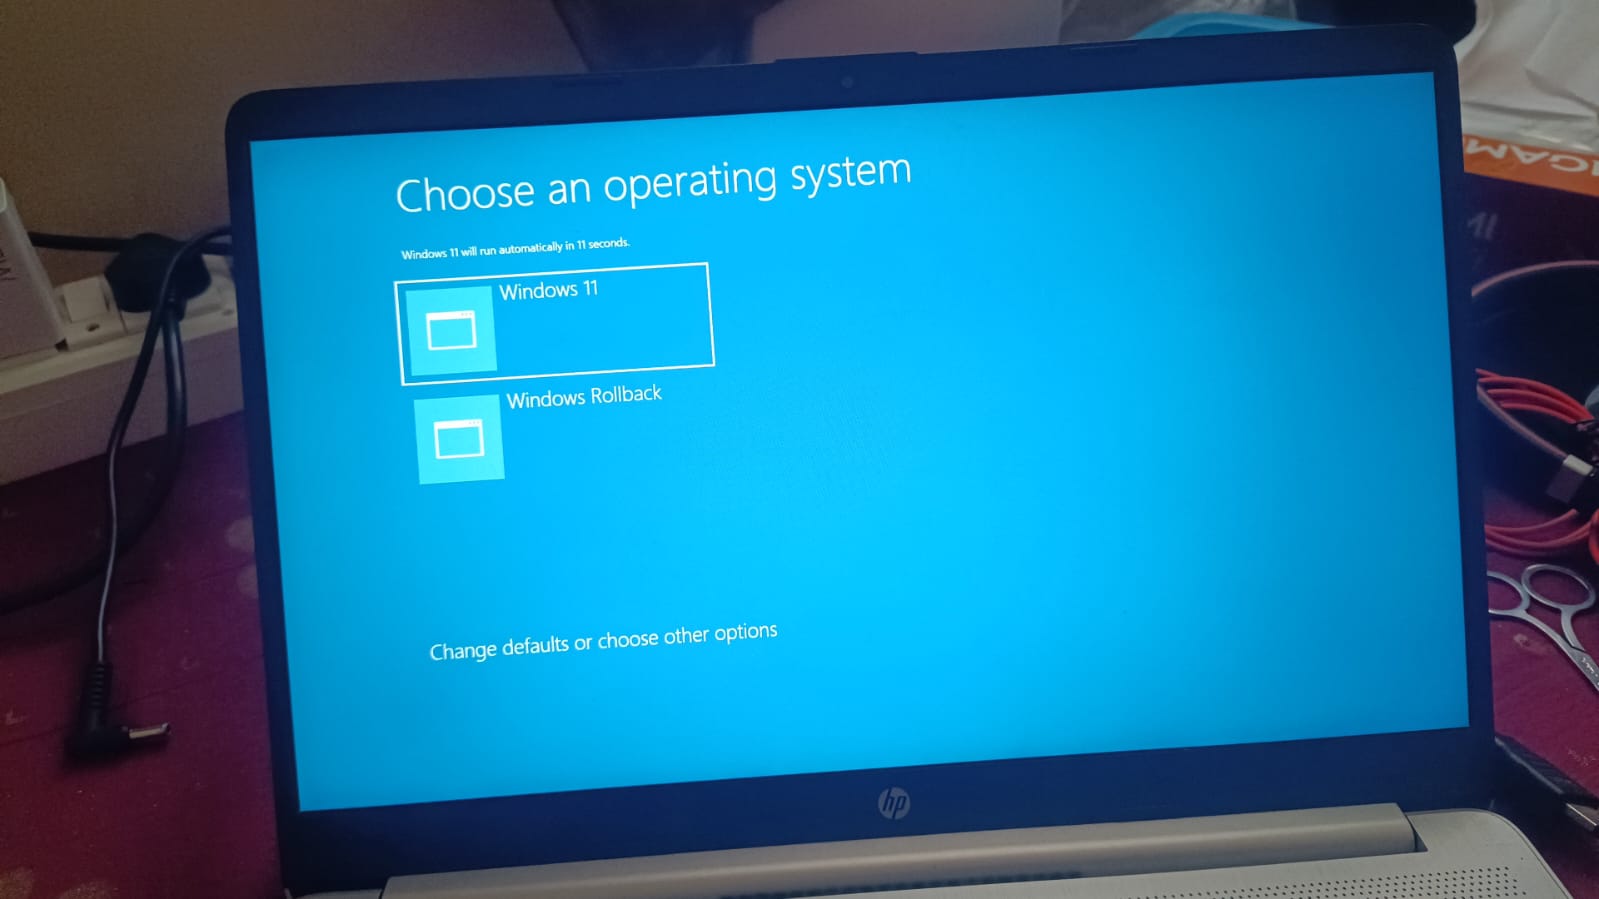 Choose an operating system
Windows 11 will run automatically in 11 seconds.
Windows 11
Windows Rollback
Change defaults or choose other options
hp